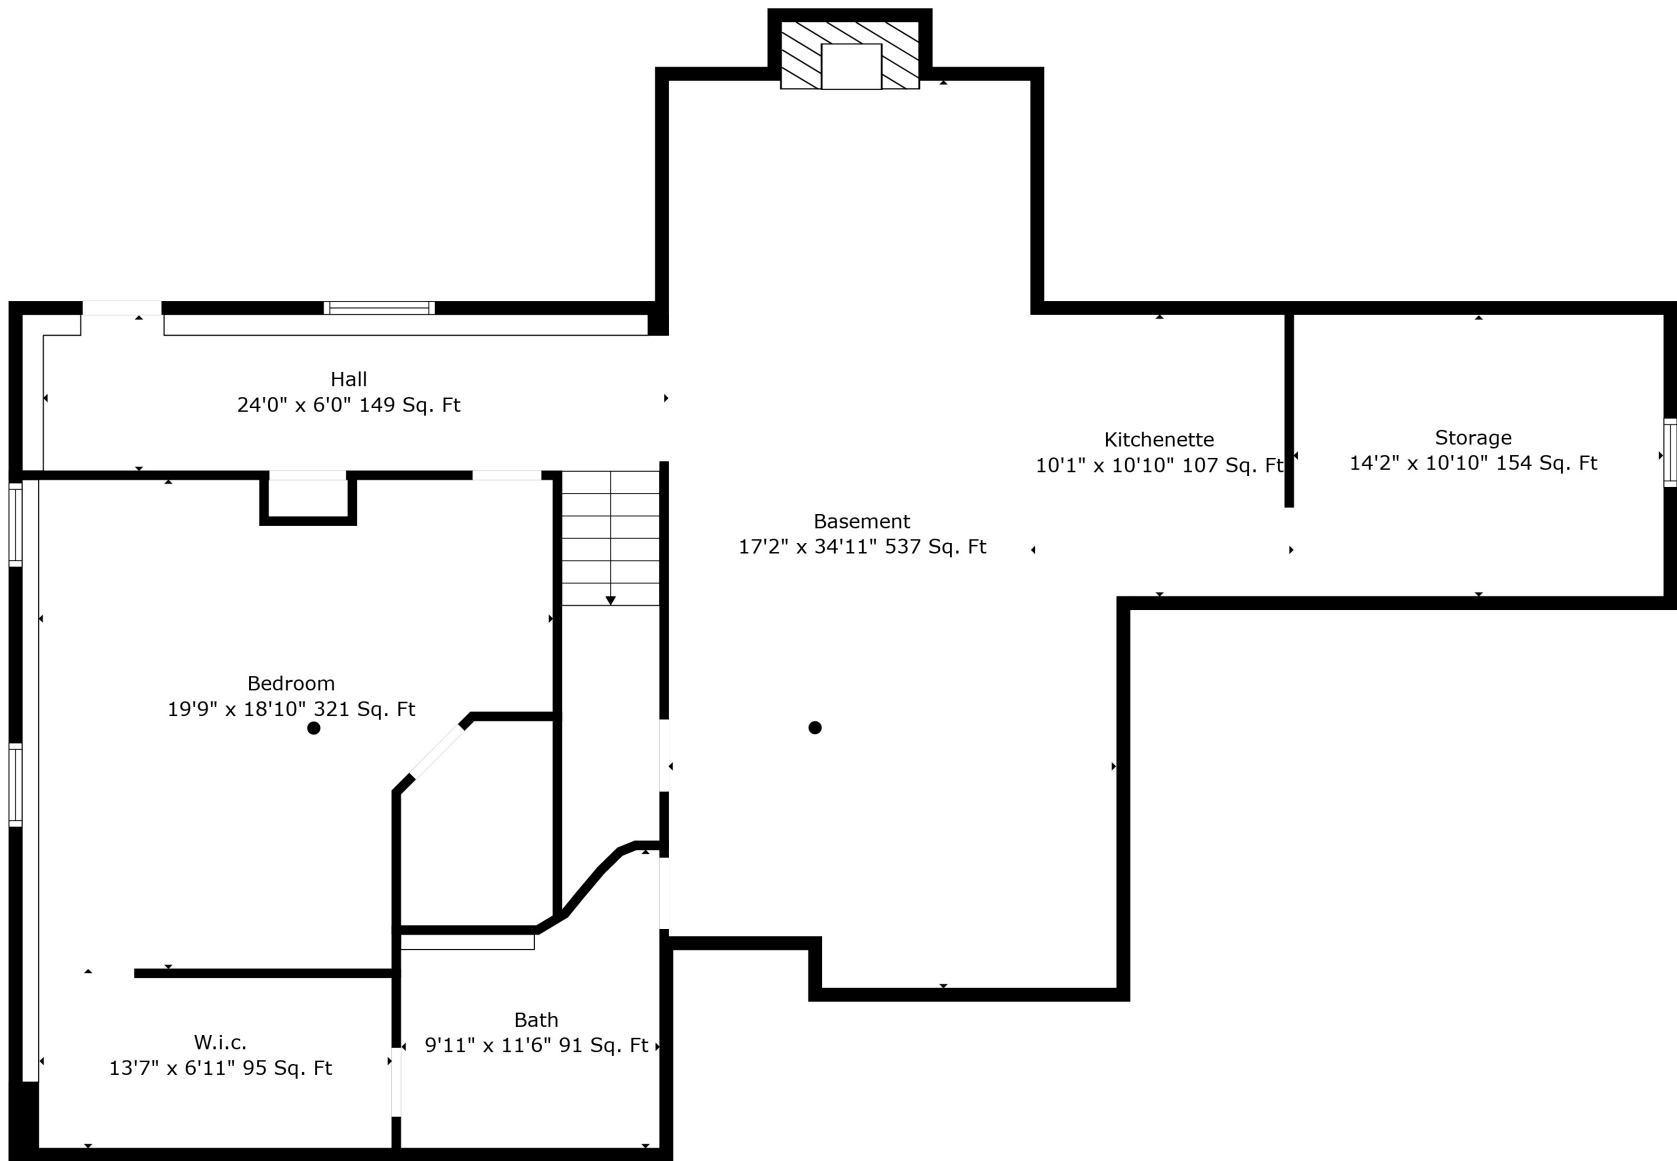 Hall
24'0" x 6'0" 149 Sq. Ft
Kitchenette
10'1" x 10'10" 107 Sq. Ft
Storage
14'2" x 10'10" 154 Sq. Ft
Basement
17'2" x 34'11" 537 Sq. Ft
Bedroom
19'9" x 18'10" 321 Sq. Ft
W.i.c.
13'7" x 6'11" 95 Sq. Ft
Bath
9'11" x 11'6" 91 Sq. Ft